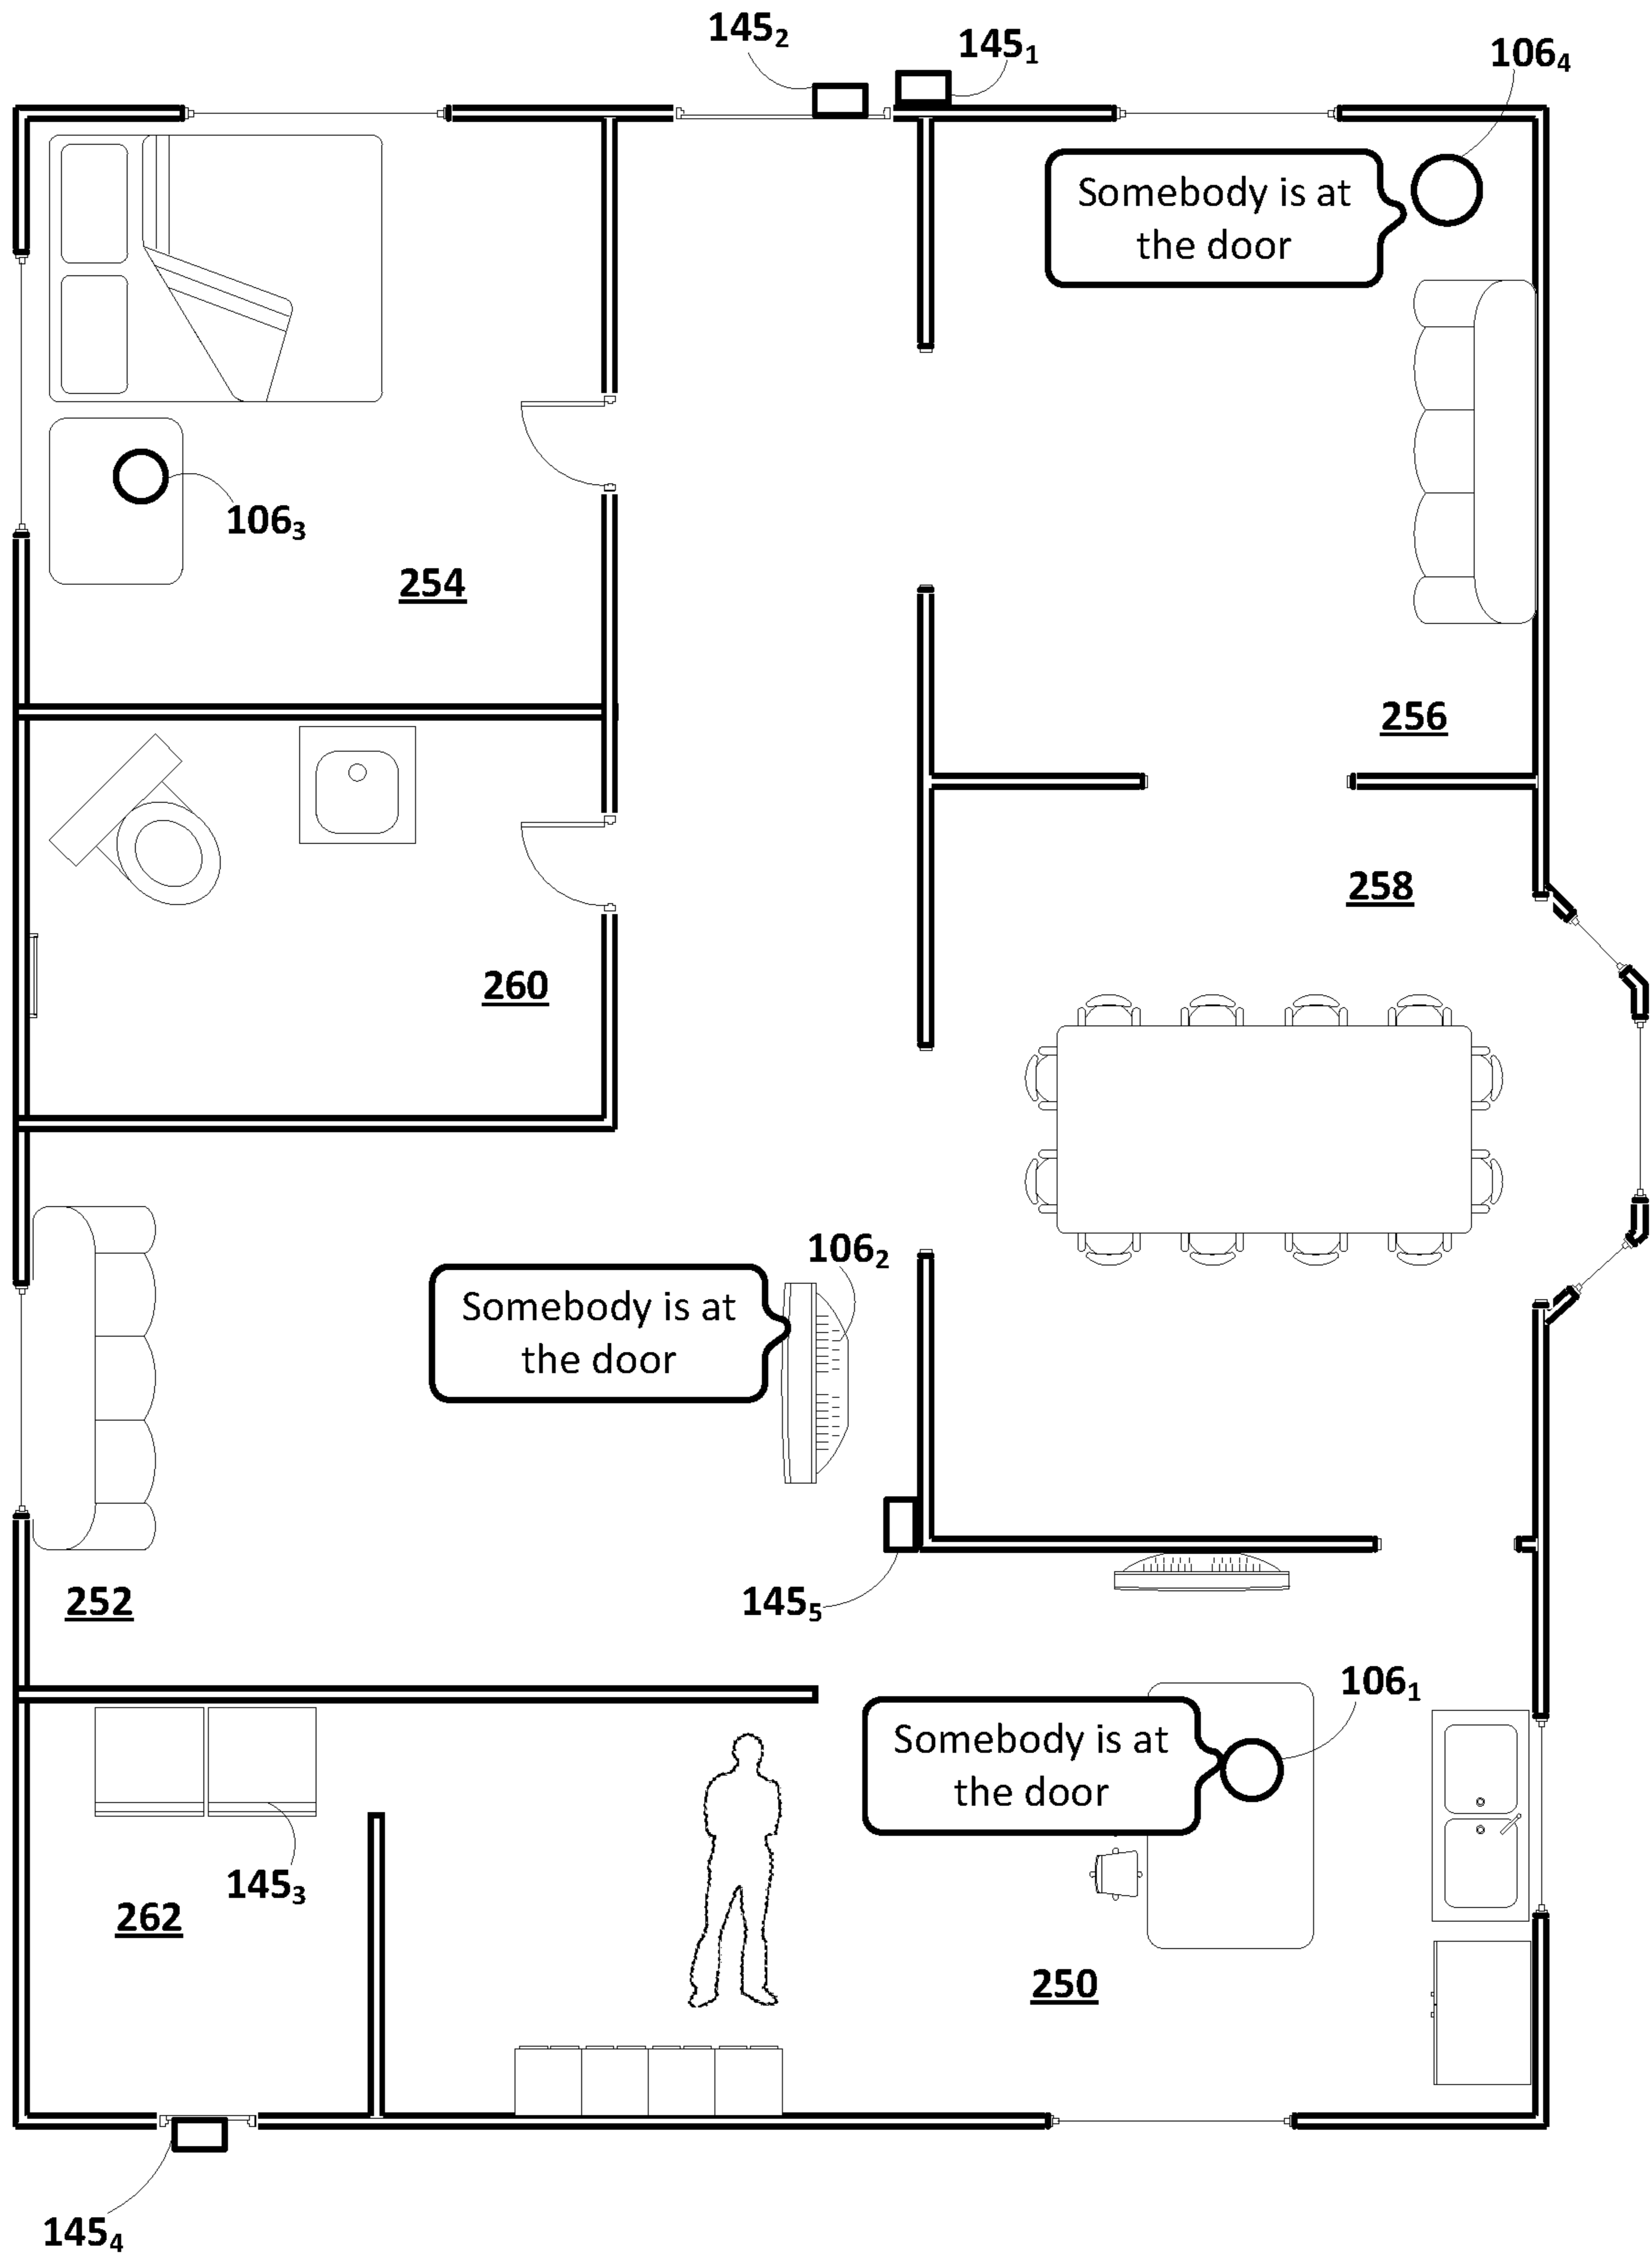 145₂
145₁
106₄
Somebody is at
the door
106₃
254
256
258
260
106₂
Somebody is at
the door
252
145₅
106₁
Somebody is at
the door
145₃
262
250
145₄